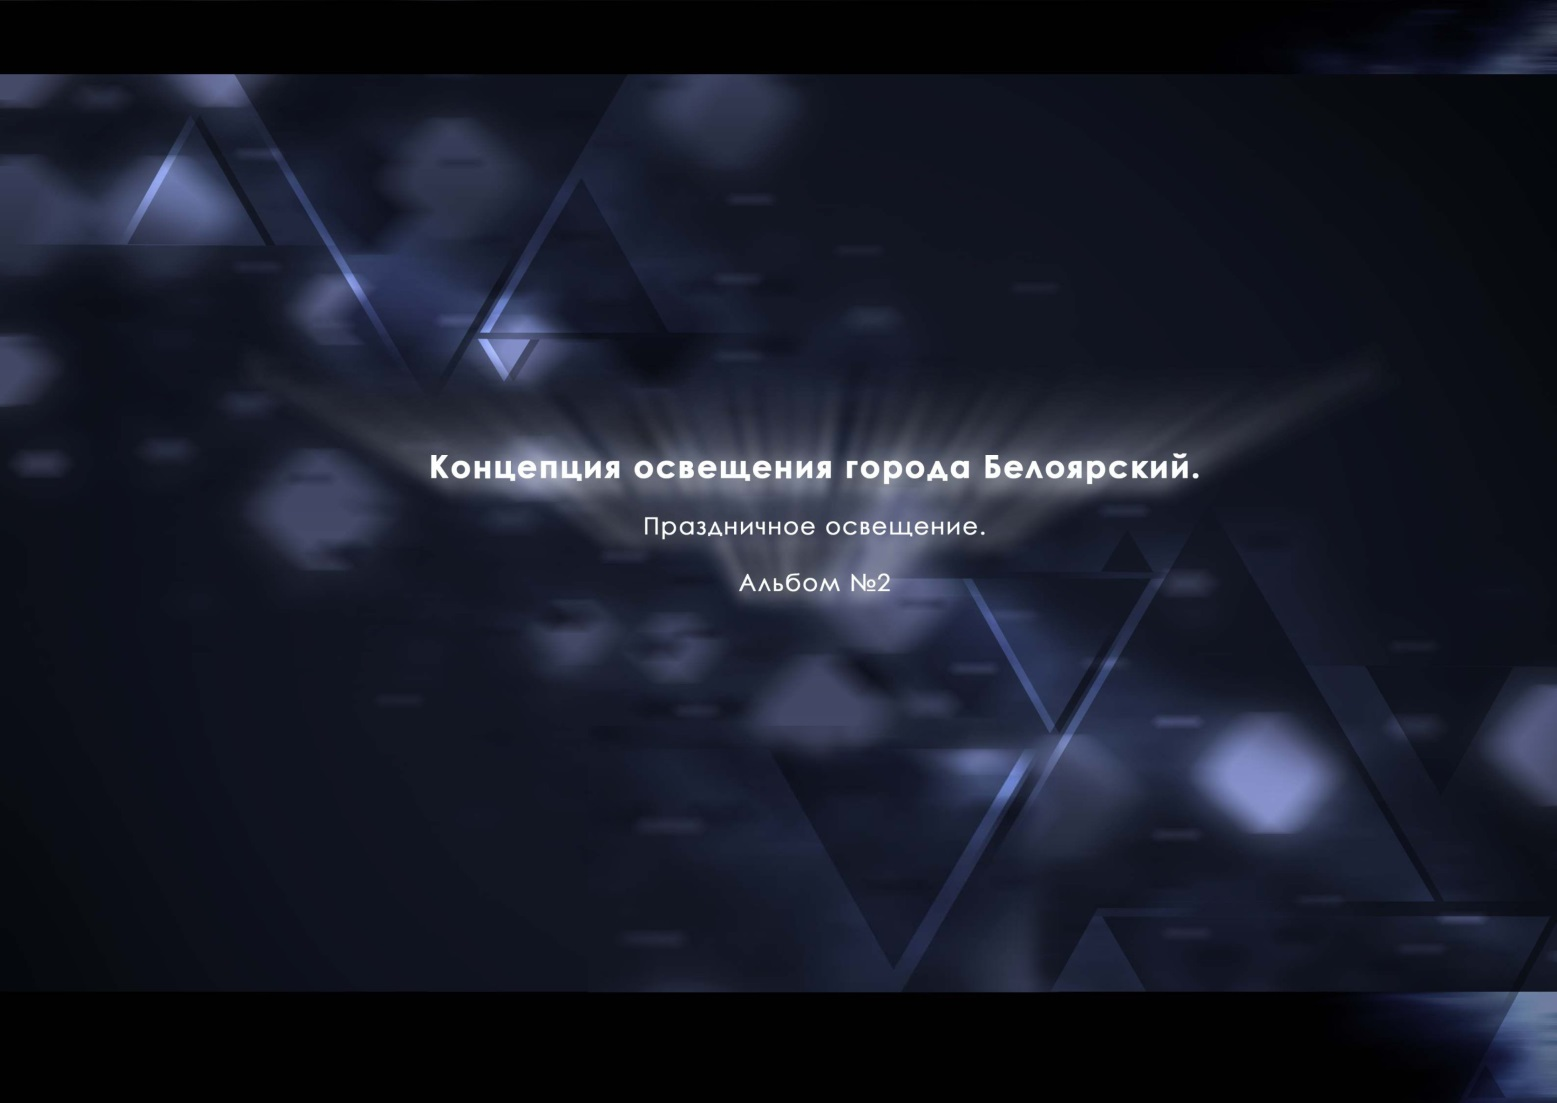 Концепция освещения города Белоярский.
Праздничное освещение.
Альбом №2